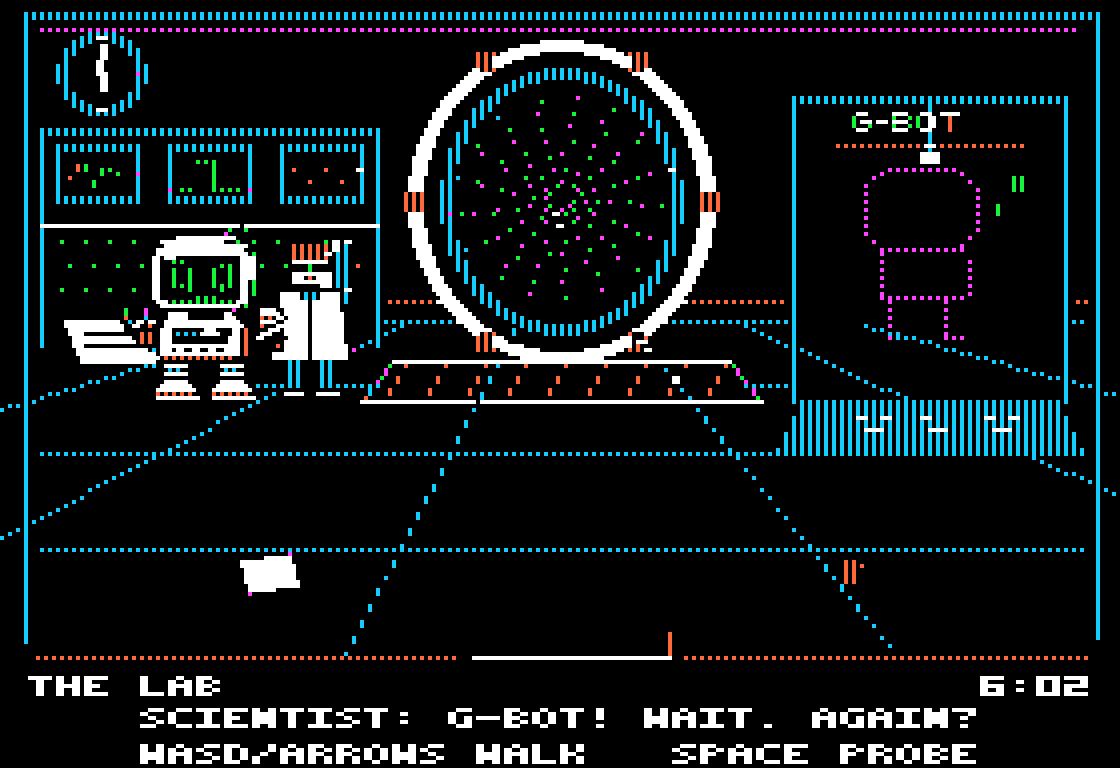 G-BOT
THE LAB 6:02
SCIENTIST: G-BOT! WAIT. AGAIN?
WASD/ARROWS WALK SPACE PROBE